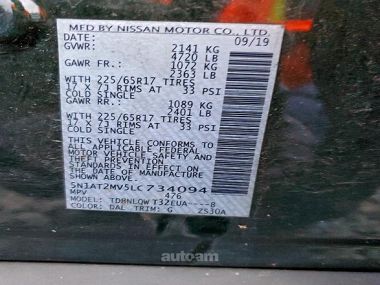 MFD BY NISSAN MOTOR CO., LTD.
DATE: 09/19
GVWR: 2141 KG
4720 LB
GAWR FR: 1072 KG
2363 LB
WITH 225/65R17 TIRES
17 X 7J RIMS AT 33 PSI
COLD SINGLE
GAWR RR: 1089 KG
2401 LB
WITH 225/65R17 TIRES
17 X 7J RIMS AT 33 PSI
COLD SINGLE
THIS VEHICLE CONFORMS
TO ALL APPLICABLE FEDERAL
MOTOR VEHICLE SAFETY AND
THEFT PREVENTION
STANDARDS IN EFFECT ON
THE DATE OF MANUFACTURE
SHOWN ABOVE.
5N1AT2MV5LC734094
MPV 476
MODEL: TDBNLQW T32EUA----B
COLOR: DAL TRIM: G Z530A
autoam